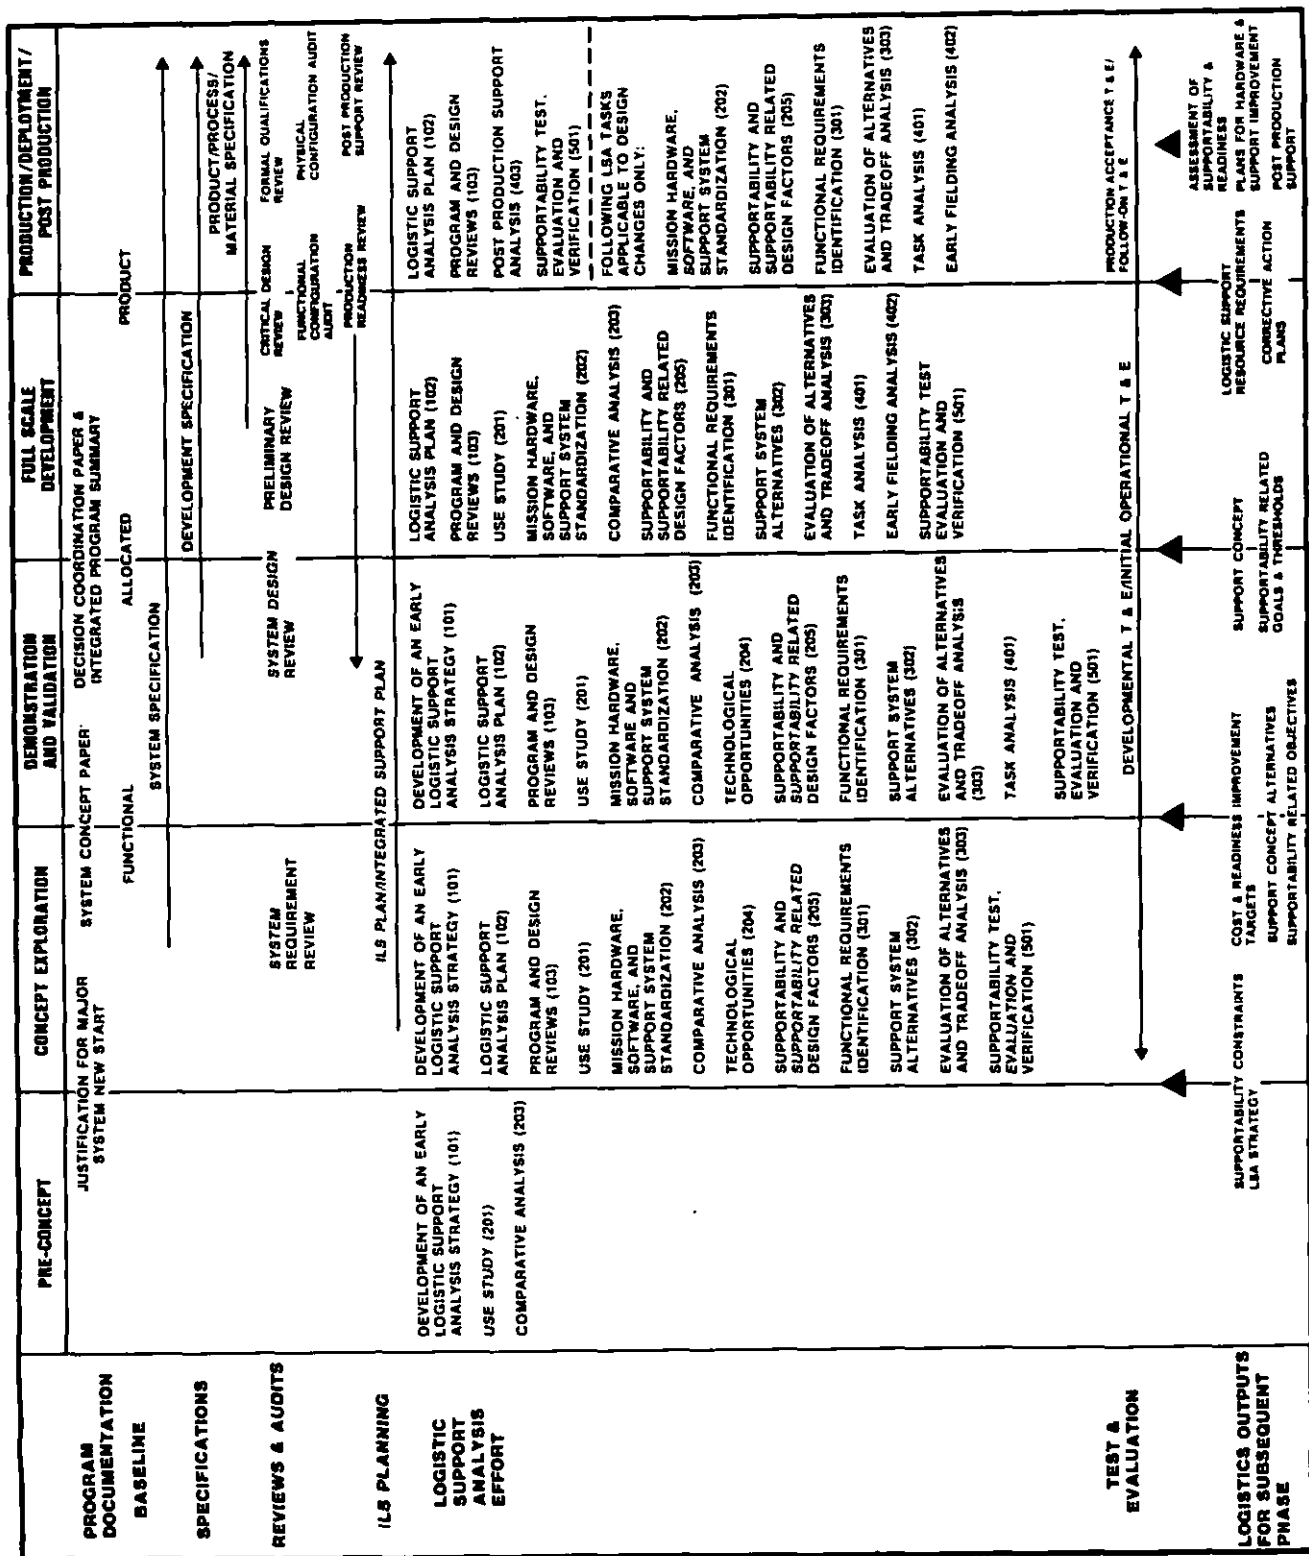 PRE-CONCEPT
CONCEPT EXPLORATION
DEMONSTRATION
AND VALIDATION
FULL SCALE
DEVELOPMENT
PRODUCTION/DEPLOYMENT/
POST PRODUCTION
PROGRAM
DOCUMENTATION
JUSTIFICATION FOR MAJOR
SYSTEM NEW START
SYSTEM CONCEPT PAPER
DECISION COORDINATION PAPER &
INTEGRATED PROGRAM SUMMARY
BASELINE
FUNCTIONAL
ALLOCATED
PRODUCT
SPECIFICATIONS
SYSTEM SPECIFICATION
DEVELOPMENT SPECIFICATION
PRODUCT/PROCESS/
MATERIAL SPECIFICATION
REVIEWS & AUDITS
SYSTEM
REQUIREMENT
REVIEW
SYSTEM DESIGN
REVIEW
PRELIMINARY
DESIGN REVIEW
CRITICAL DESIGN
REVIEW
FUNCTIONAL
CONFIGURATION
AUDIT
PRODUCTION
READINESS REVIEW
FORMAL QUALIFICATIONS
REVIEW
PHYSICAL
CONFIGURATION AUDIT
POST PRODUCTION
SUPPORT REVIEW
ILS PLANNING
ILS PLAN/INTEGRATED SUPPORT PLAN
LOGISTIC
SUPPORT
ANALYSIS
EFFORT
DEVELOPMENT OF AN EARLY
LOGISTIC SUPPORT
ANALYSIS STRATEGY (101)
USE STUDY (201)
COMPARATIVE ANALYSIS (203)
DEVELOPMENT OF AN EARLY
LOGISTIC SUPPORT
ANALYSIS STRATEGY (101)
LOGISTIC SUPPORT
ANALYSIS PLAN (102)
PROGRAM AND DESIGN
REVIEWS (103)
USE STUDY (201)
MISSION HARDWARE,
SOFTWARE, AND
SUPPORT SYSTEM
STANDARDIZATION (202)
COMPARATIVE ANALYSIS (203)
TECHNOLOGICAL
OPPORTUNITIES (204)
SUPPORTABILITY AND
SUPPORTABILITY RELATED
DESIGN FACTORS (205)
FUNCTIONAL REQUIREMENTS
IDENTIFICATION (301)
SUPPORT SYSTEM
ALTERNATIVES (302)
EVALUATION OF ALTERNATIVES
AND TRADEOFF ANALYSIS (303)
SUPPORTABILITY TEST,
EVALUATION AND
VERIFICATION (501)
DEVELOPMENT OF AN EARLY
LOGISTIC SUPPORT
ANALYSIS STRATEGY (101)
LOGISTIC SUPPORT
ANALYSIS PLAN (102)
PROGRAM AND DESIGN
REVIEWS (103)
USE STUDY (201)
MISSION HARDWARE,
SOFTWARE AND
SUPPORT SYSTEM
STANDARDIZATION (202)
COMPARATIVE ANALYSIS (203)
TECHNOLOGICAL
OPPORTUNITIES (204)
SUPPORTABILITY AND
SUPPORTABILITY RELATED
DESIGN FACTORS (205)
FUNCTIONAL REQUIREMENTS
IDENTIFICATION (301)
SUPPORT SYSTEM
ALTERNATIVES (302)
EVALUATION OF ALTERNATIVES
AND TRADEOFF ANALYSIS
(303)
TASK ANALYSIS (401)
SUPPORTABILITY TEST,
EVALUATION AND
VERIFICATION (501)
LOGISTIC SUPPORT
ANALYSIS PLAN (102)
PROGRAM AND DESIGN
REVIEWS (103)
USE STUDY (201)
MISSION HARDWARE,
SOFTWARE, AND
SUPPORT SYSTEM
STANDARDIZATION (202)
COMPARATIVE ANALYSIS (203)
SUPPORTABILITY AND
SUPPORTABILITY RELATED
DESIGN FACTORS (205)
FUNCTIONAL REQUIREMENTS
IDENTIFICATION (301)
SUPPORT SYSTEM
ALTERNATIVES (302)
EVALUATION OF ALTERNATIVES
AND TRADEOFF ANALYSIS (303)
TASK ANALYSIS (401)
EARLY FIELDING ANALYSIS (402)
SUPPORTABILITY TEST
EVALUATION AND
VERIFICATION (501)
LOGISTIC SUPPORT
ANALYSIS PLAN (102)
PROGRAM AND DESIGN
REVIEWS (103)
POST PRODUCTION SUPPORT
ANALYSIS (403)
SUPPORTABILITY TEST,
EVALUATION AND
VERIFICATION (501)
FOLLOWING LSA TASKS
APPLICABLE TO DESIGN
CHANGES ONLY:
MISSION HARDWARE,
SOFTWARE, AND
SUPPORT SYSTEM
STANDARDIZATION (202)
SUPPORTABILITY AND
SUPPORTABILITY RELATED
DESIGN FACTORS (205)
FUNCTIONAL REQUIREMENTS
IDENTIFICATION (301)
EVALUATION OF ALTERNATIVES
AND TRADEOFF ANALYSIS (303)
TASK ANALYSIS (401)
EARLY FIELDING ANALYSIS (402)
TEST &
EVALUATION
DEVELOPMENTAL T & E/INITIAL OPERATIONAL T & E
PRODUCTION ACCEPTANCE T & E/
FOLLOW-ON T & E
LOGISTICS OUTPUTS
FOR SUBSEQUENT
PHASE
SUPPORTABILITY CONSTRAINTS
LSA STRATEGY
COST & READINESS IMPROVEMENT
TARGETS
SUPPORT CONCEPT ALTERNATIVES
SUPPORTABILITY RELATED OBJECTIVES
SUPPORT CONCEPT
SUPPORTABILITY RELATED
GOALS & THRESHOLDS
LOGISTIC SUPPORT
RESOURCE REQUIREMENTS
CORRECTIVE ACTION
PLANS
ASSESSMENT OF
SUPPORTABILITY &
READINESS
PLANS FOR HARDWARE &
SUPPORT IMPROVEMENT
POST PRODUCTION
SUPPORT